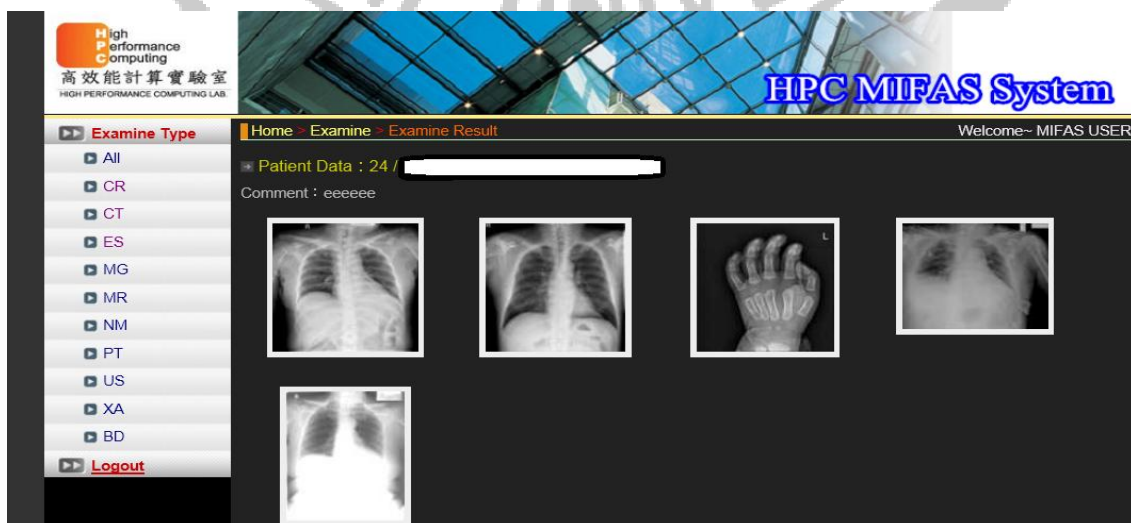 High
Performance
Computing
高效能計算實驗室
HIGH PERFORMANCE COMPUTING LAB.
HPC MIFAS System
Examine Type
All
CR
CT
ES
MG
MR
NM
PT
US
XA
BD
Logout
Home > Examine > Examine Result
Welcome~ MIFAS USER
Patient Data：24 /
Comment：eeeeee
R
L